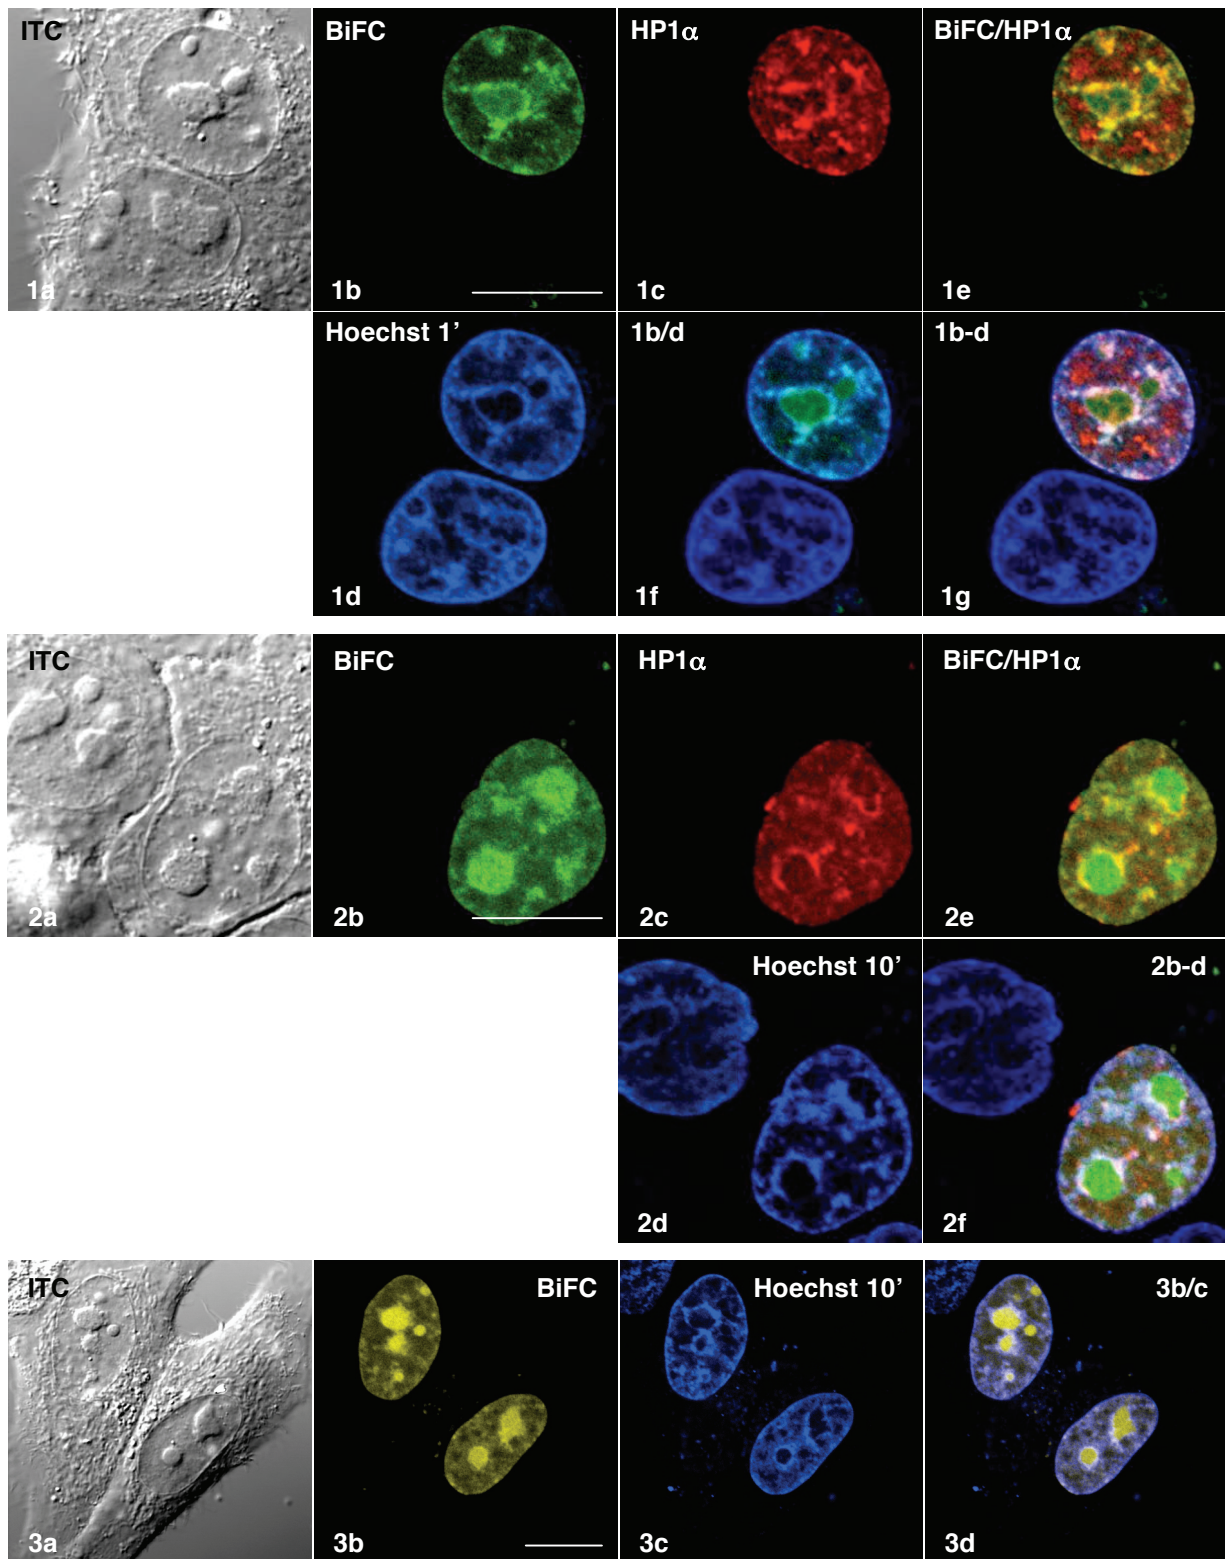 ITC
BiFC
HP1α
BiFC/HP1α
1a
1b
1c
1e
Hoechst 1’
1b/d
1b-d
1d
1f
1g
ITC
BiFC
HP1α
BiFC/HP1α
2a
2b
2c
2e
Hoechst 10’
2b-d
2d
2f
ITC
BiFC
Hoechst 10’
3b/c
3a
3b
3c
3d